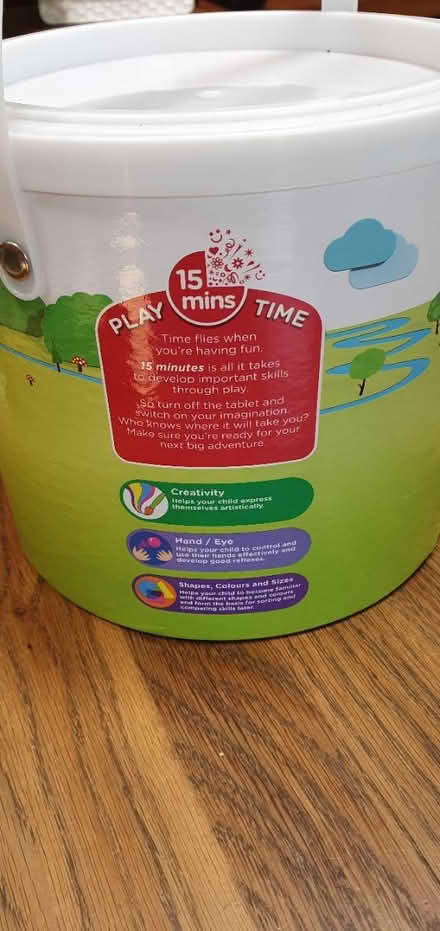 15
mins
PLAY TIME
Time flies when
you're having fun.
15 minutes is all it takes
to develop important skills
through play.
So turn off the tablet and
switch on your imagination.
Who knows where it will take you?
Make sure you're ready for your
next big adventure.
Creativity
Helps your child express
themselves artistically.
Hand / Eye
Helps your child to control and
use their hands effectively and
develop good reflexes.
Shapes, Colours and Sizes
Helps your child to become familiar
with different shapes and colours
and form the basis for sorting and
comparing skills later.